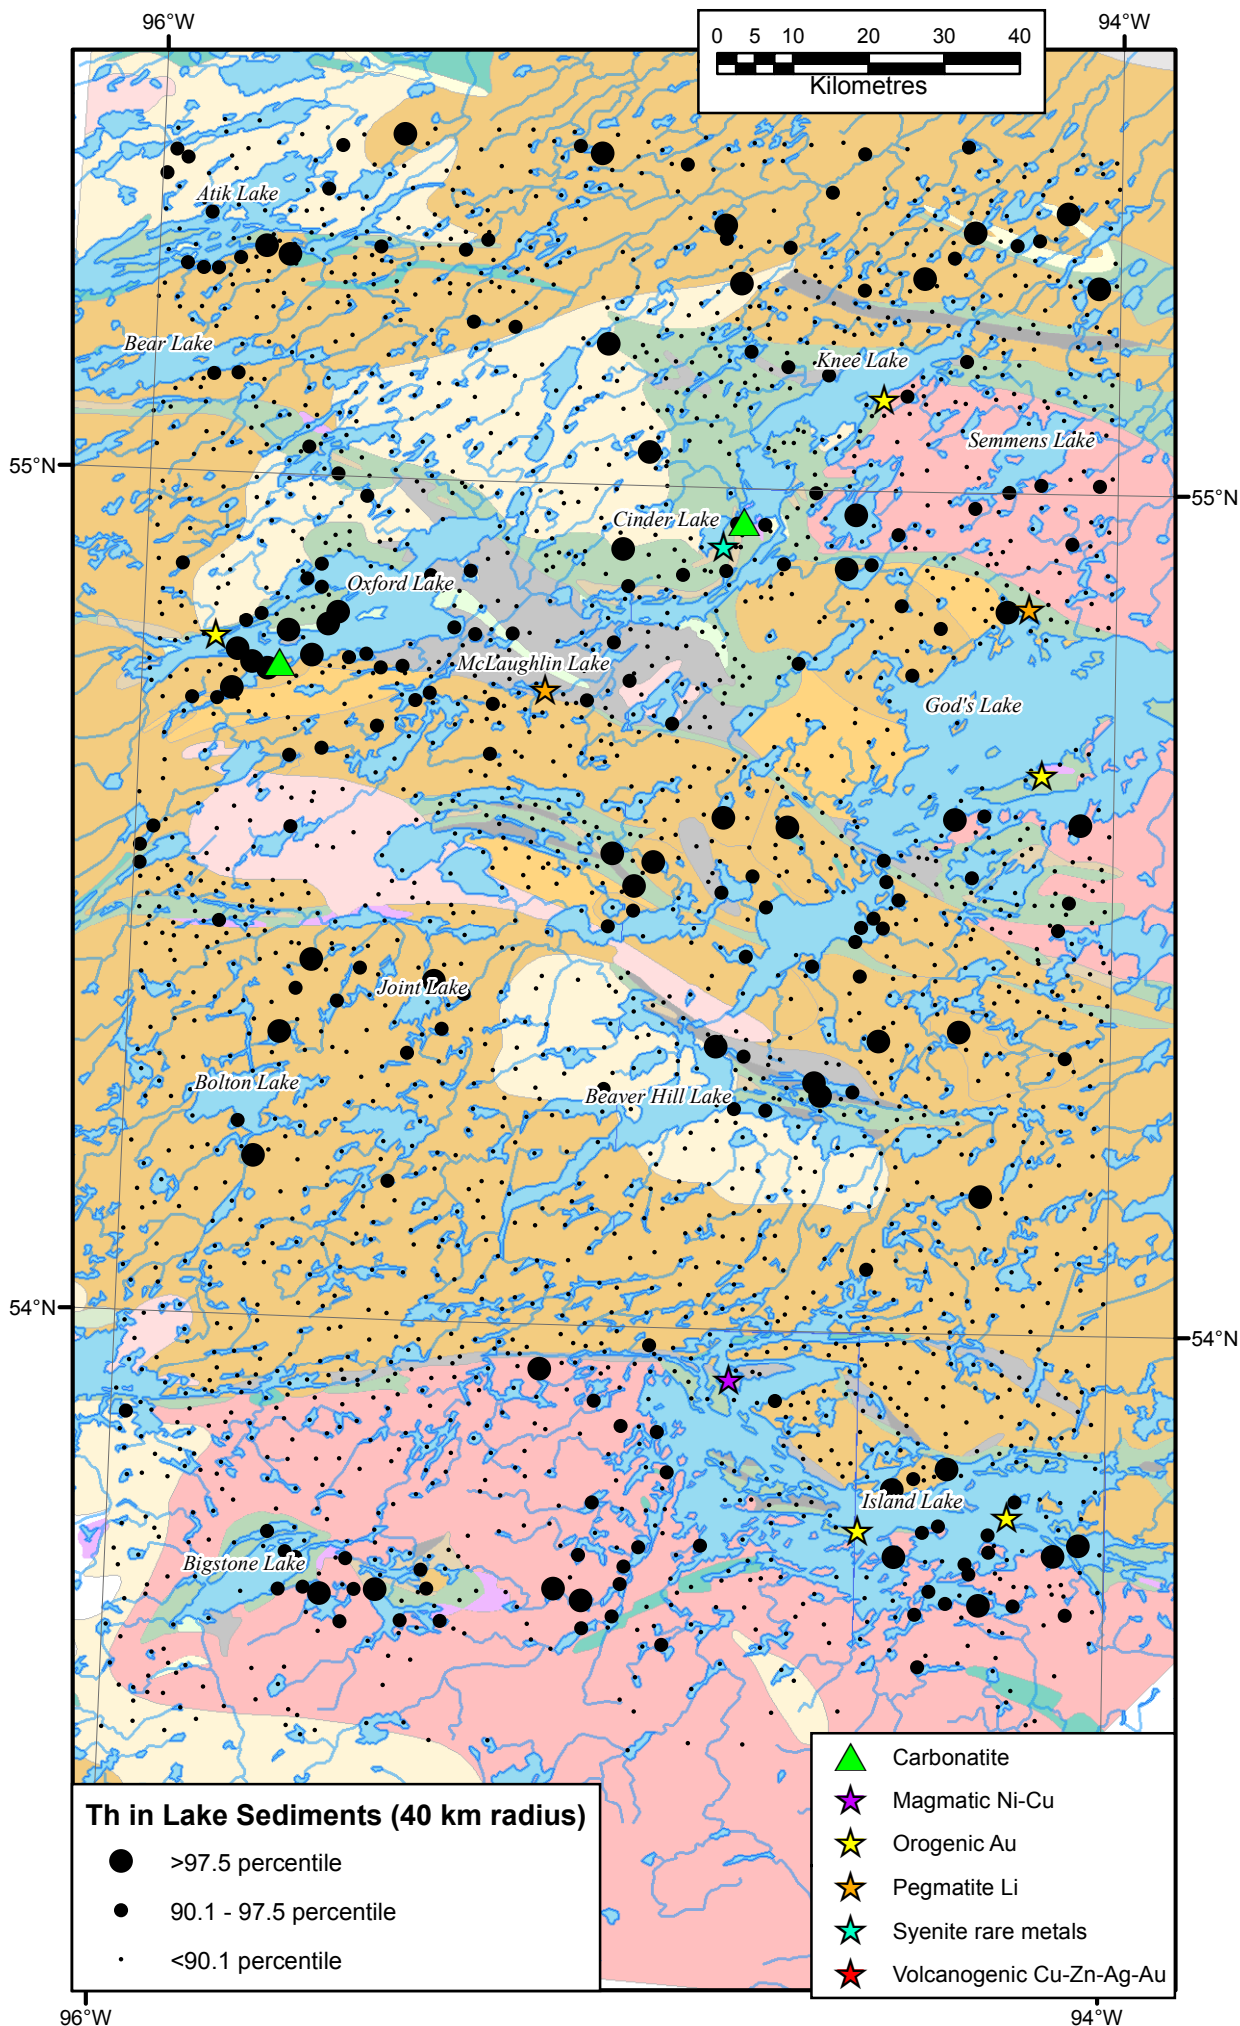 96°W
94°W
0 5 10 20 30 40
Kilometres
Atik Lake
Bear Lake
Knee Lake
Semmens Lake
55°N
55°N
Cinder Lake
Oxford Lake
McLaughlin Lake
God's Lake
Joint Lake
Bolton Lake
Beaver Hill Lake
54°N
54°N
Island Lake
Bigstone Lake
Th in Lake Sediments (40 km radius)
>97.5 percentile
90.1 - 97.5 percentile
<90.1 percentile
Carbonatite
Magmatic Ni-Cu
Orogenic Au
Pegmatite Li
Syenite rare metals
Volcanogenic Cu-Zn-Ag-Au
96°W
94°W